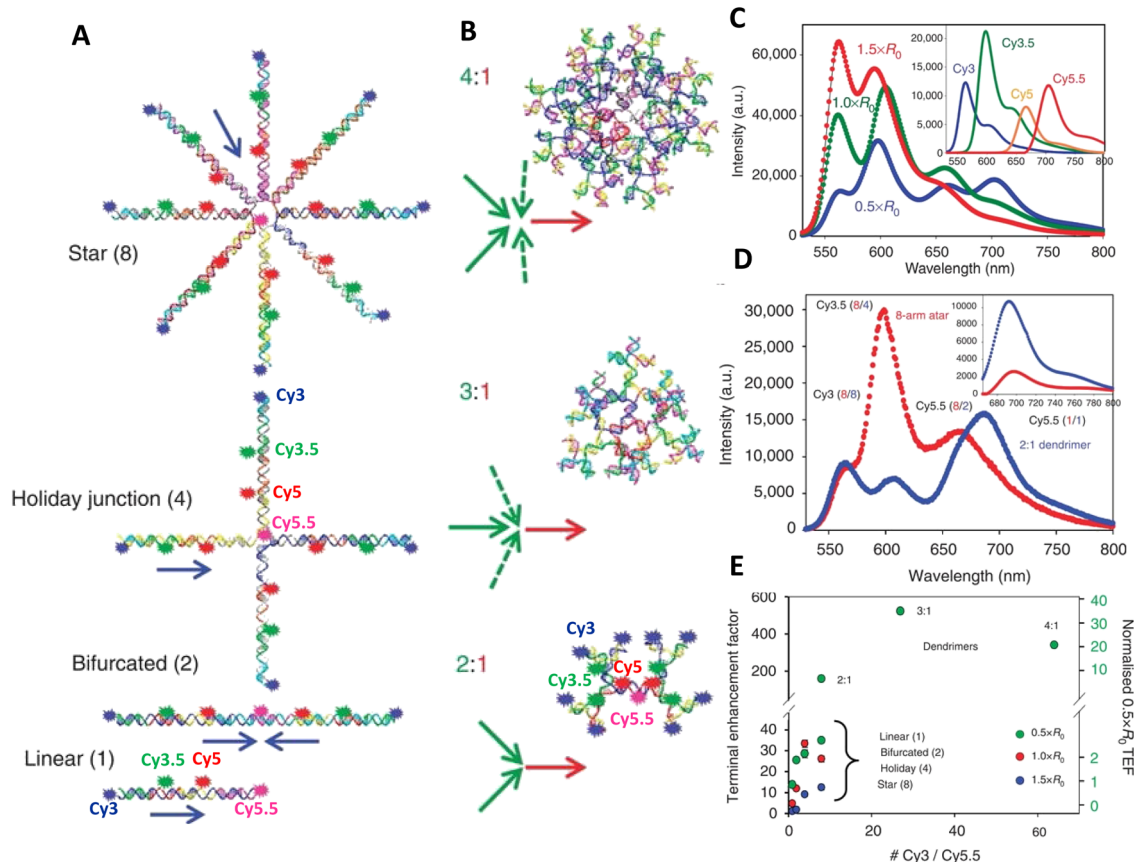 A
Star (8)
Cy3
Cy3.5
Cy5
Cy5.5
Holiday junction (4)
Bifurcated (2)
Linear (1)
Cy3.5
Cy5
Cy3
Cy5.5
B
4:1
3:1
2:1
Cy3
Cy5
Cy3.5
Cy5.5
C
60,000
50,000
40,000
30,000
20,000
10,000
0
Intensity (a.u.)
1.5×R0
1.0×R0
0.5×R0
550 600 650 700 750 800
Wavelength (nm)
25,000
20,000
15,000
10,000
5,000
0
Cy3.5
Cy3
Cy5.5
Cy5
550 600 650 700 750 800
D
30,000
25,000
20,000
15,000
10,000
5,000
0
Intensity (a.u.)
Cy3.5 (8/4)
8-arm atar
Cy3 (8/8)
Cy5.5 (8/2)
Cy5.5 (1/1)
2:1 dendrimer
550 600 650 700 750 800
Wavelength (nm)
10000
8000
6000
4000
2000
0
680 700 720 740 760 780 800
E
600
400
200
40
30
20
10
0
Terminal enhancement factor
3:1
4:1
Dendrimers
2:1
Linear (1)
Bifurcated (2)
Holiday (4)
Star (8)
0.5×R0
1.0×R0
1.5×R0
40
30
20
10
2
1
0
Normalised 0.5×R0 TEF
0 20 40 60
# Cy3 / Cy5.5